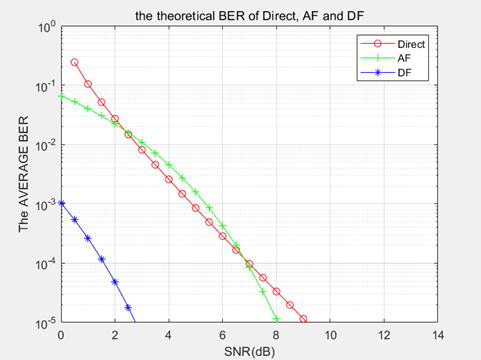 the theoretical BER of Direct, AF and DF
10^0
10^-1
10^-2
10^-3
10^-4
10^-5
The AVERAGE BER
Direct
AF
DF
0 2 4 6 8 10 12 14
SNR(dB)